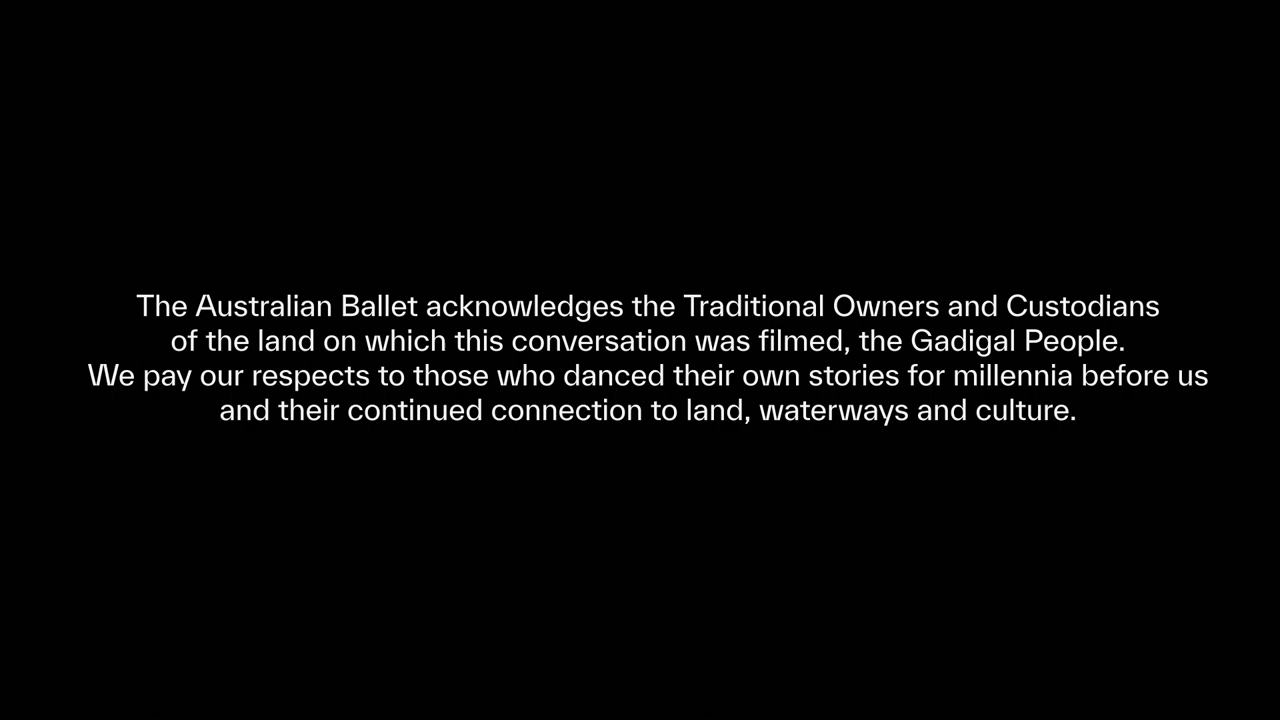 The Australian Ballet acknowledges the Traditional Owners and Custodians
of the land on which this conversation was filmed, the Gadigal People.
We pay our respects to those who danced their own stories for millennia before us
and their continued connection to land, waterways and culture.